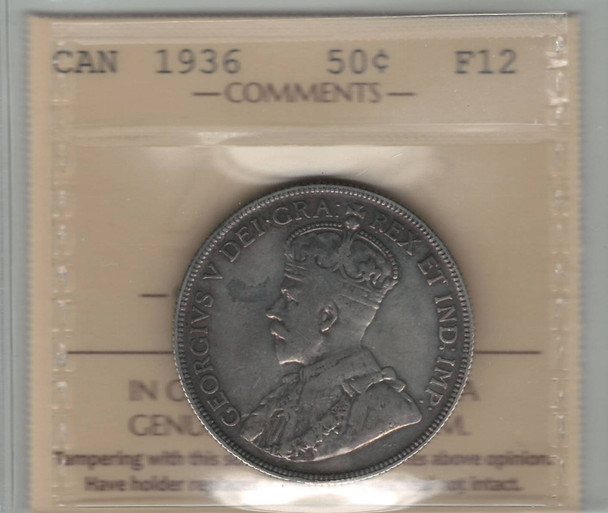 CAN 1936 50¢ F12
—COMMENTS—
GEORGIVS V DEI·GRA: REX ET IND: IMP:
IN
Tampering with this above opinion.
Have holder intact.